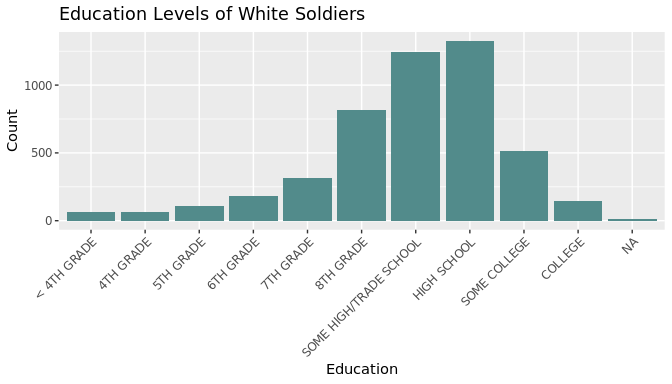 Education Levels of White Soldiers
Count
1000
500
0
< 4TH GRADE
4TH GRADE
5TH GRADE
6TH GRADE
7TH GRADE
8TH GRADE
SOME HIGH/TRADE SCHOOL
HIGH SCHOOL
SOME COLLEGE
COLLEGE
NA
Education